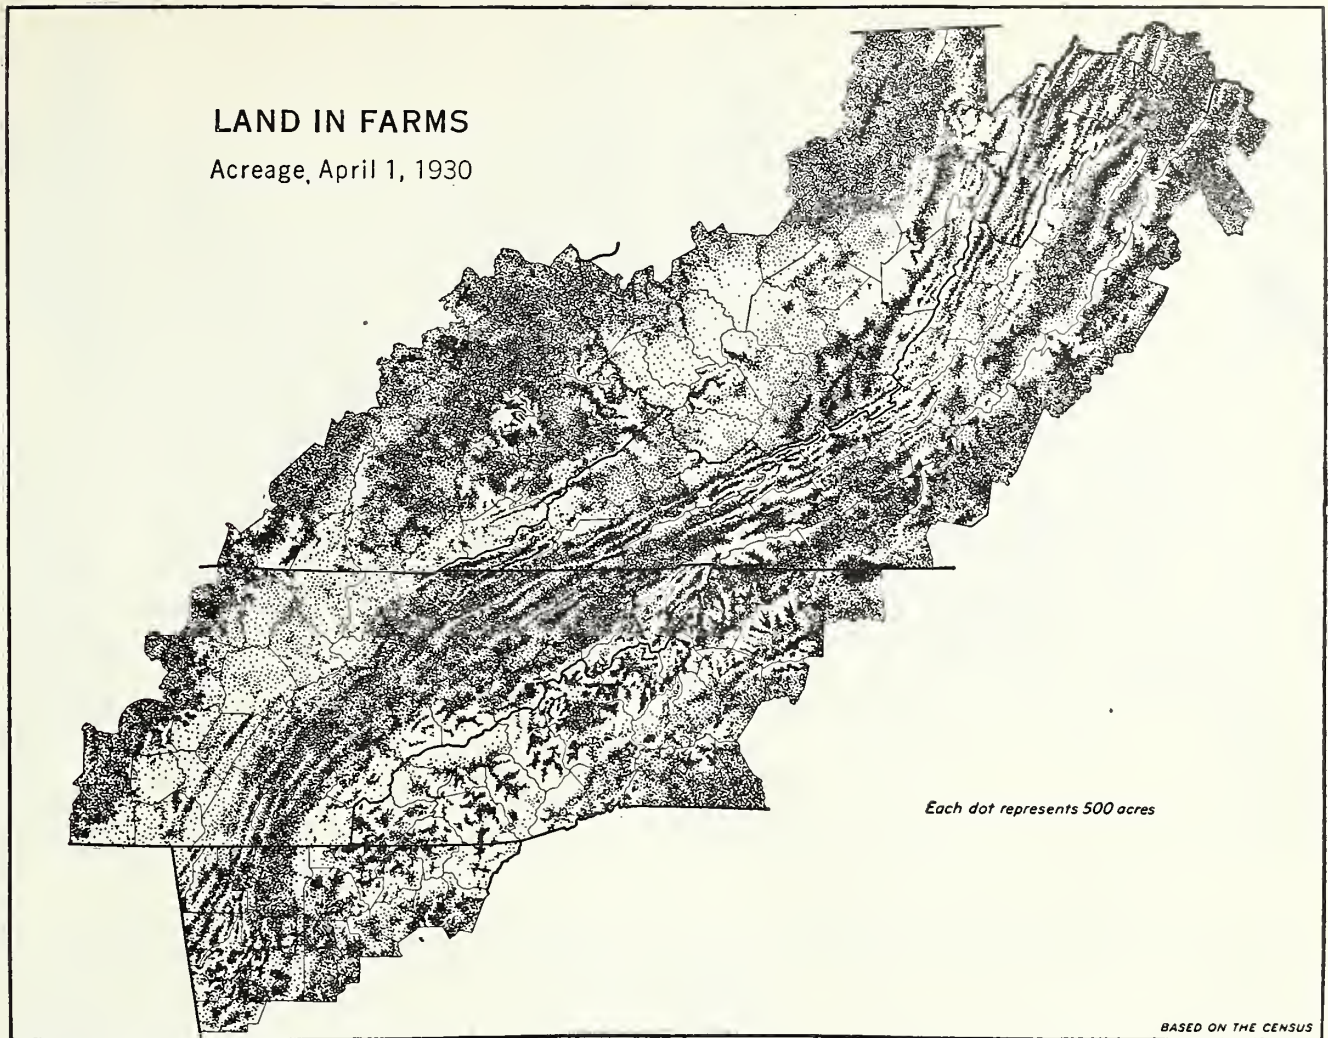 LAND IN FARMS
Acreage, April 1, 1930
Each dot represents 500 acres
BASED ON THE CENSUS